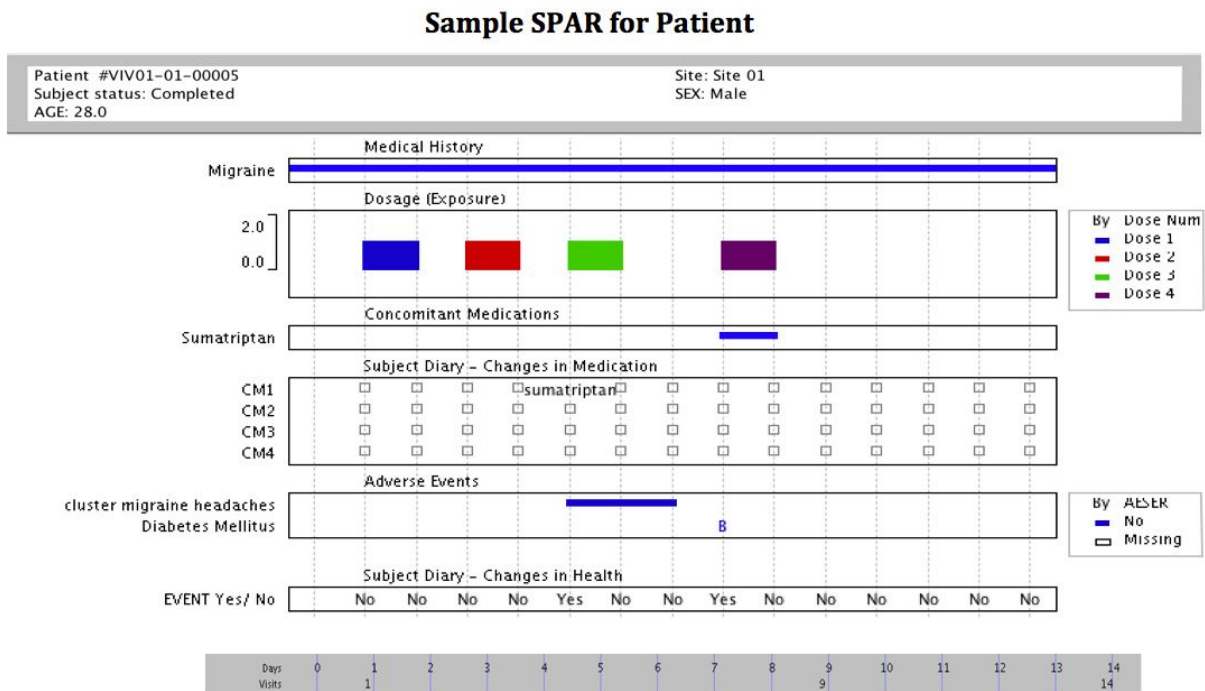 Sample SPAR for Patient
Patient #VIV01-01-00005
Site: Site 01
Subject status: Completed
SEX: Male
AGE: 28.0
Medical History
Migraine
Dosage (Exposure)
2.0
0.0
By Dose Num
Dose 1
Dose 2
Dose 3
Dose 4
Concomitant Medications
Sumatriptan
Subject Diary - Changes in Medication
CM1 sumatriptan
CM2
CM3
CM4
Adverse Events
cluster migraine headaches
Diabetes Mellitus B
By AESER
No
Missing
Subject Diary - Changes in Health
EVENT Yes/ No No No No No Yes No No Yes No No No No No No
Days 0 1 2 3 4 5 6 7 8 9 10 11 12 13 14
Visits 1 9 14